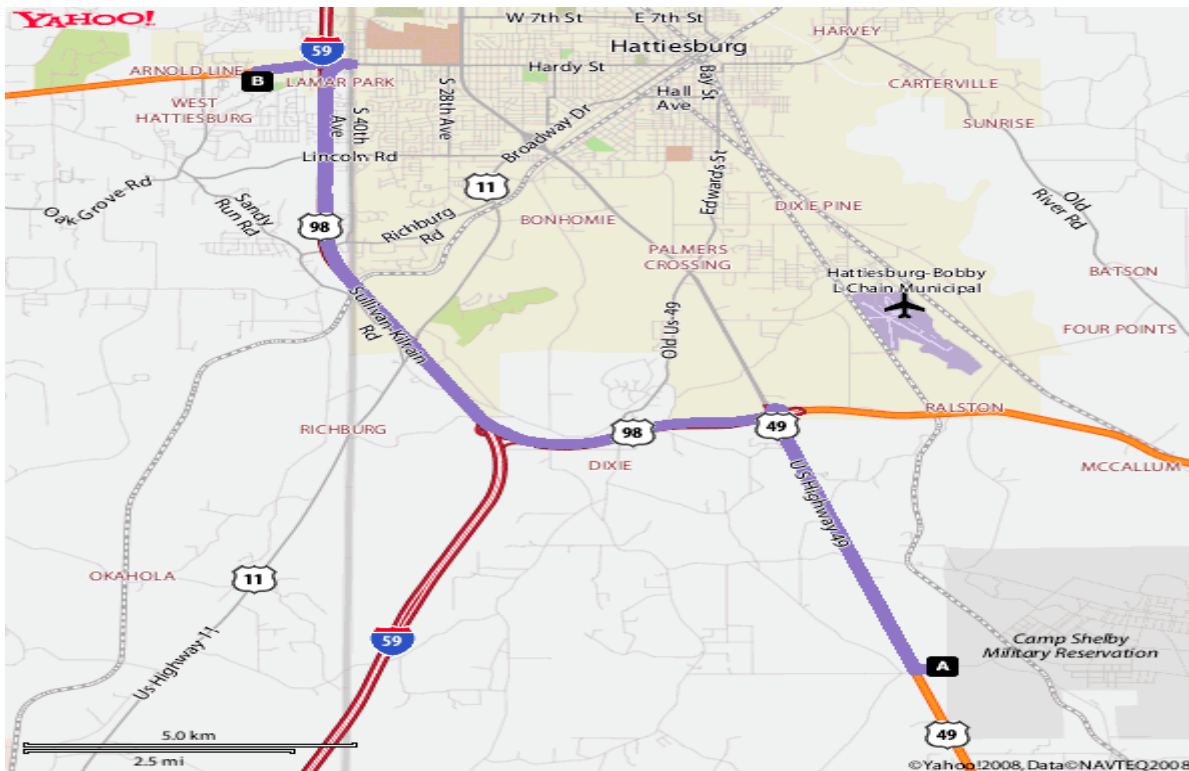 YAHOO!
W 7th St
E 7th St
59
Hattiesburg
HARVEY
ARNOLD LINE
B
LAMAR PARK
Hardy St
Bay St
CARTERVILLE
WEST
HATTIESBURG
S 40th
Ave
S 28th Ave
Hall
Ave
SUNRISE
Broadway Dr
Lincoln Rd
11
Edwards St
Oak Grove Rd
Sandy
Run Rd
98
Richburg
Rd
BONHOMIE
DIXIE PINE
Old
River Rd
PALMERS
CROSSING
Hattiesburg-Bobby
L Chain Municipal
BATSON
Sullivan-Kilrain
Rd
Old Us-49
FOUR POINTS
RICHBURG
98
49
RALSTON
DIXIE
MCCALLUM
US Highway 49
OKAHOLA
11
Us Highway 11
59
Camp Shelby
Military Reservation
A
49
5.0 km
2.5 mi
©Yahoo!2008, Data©NAVTEQ2008